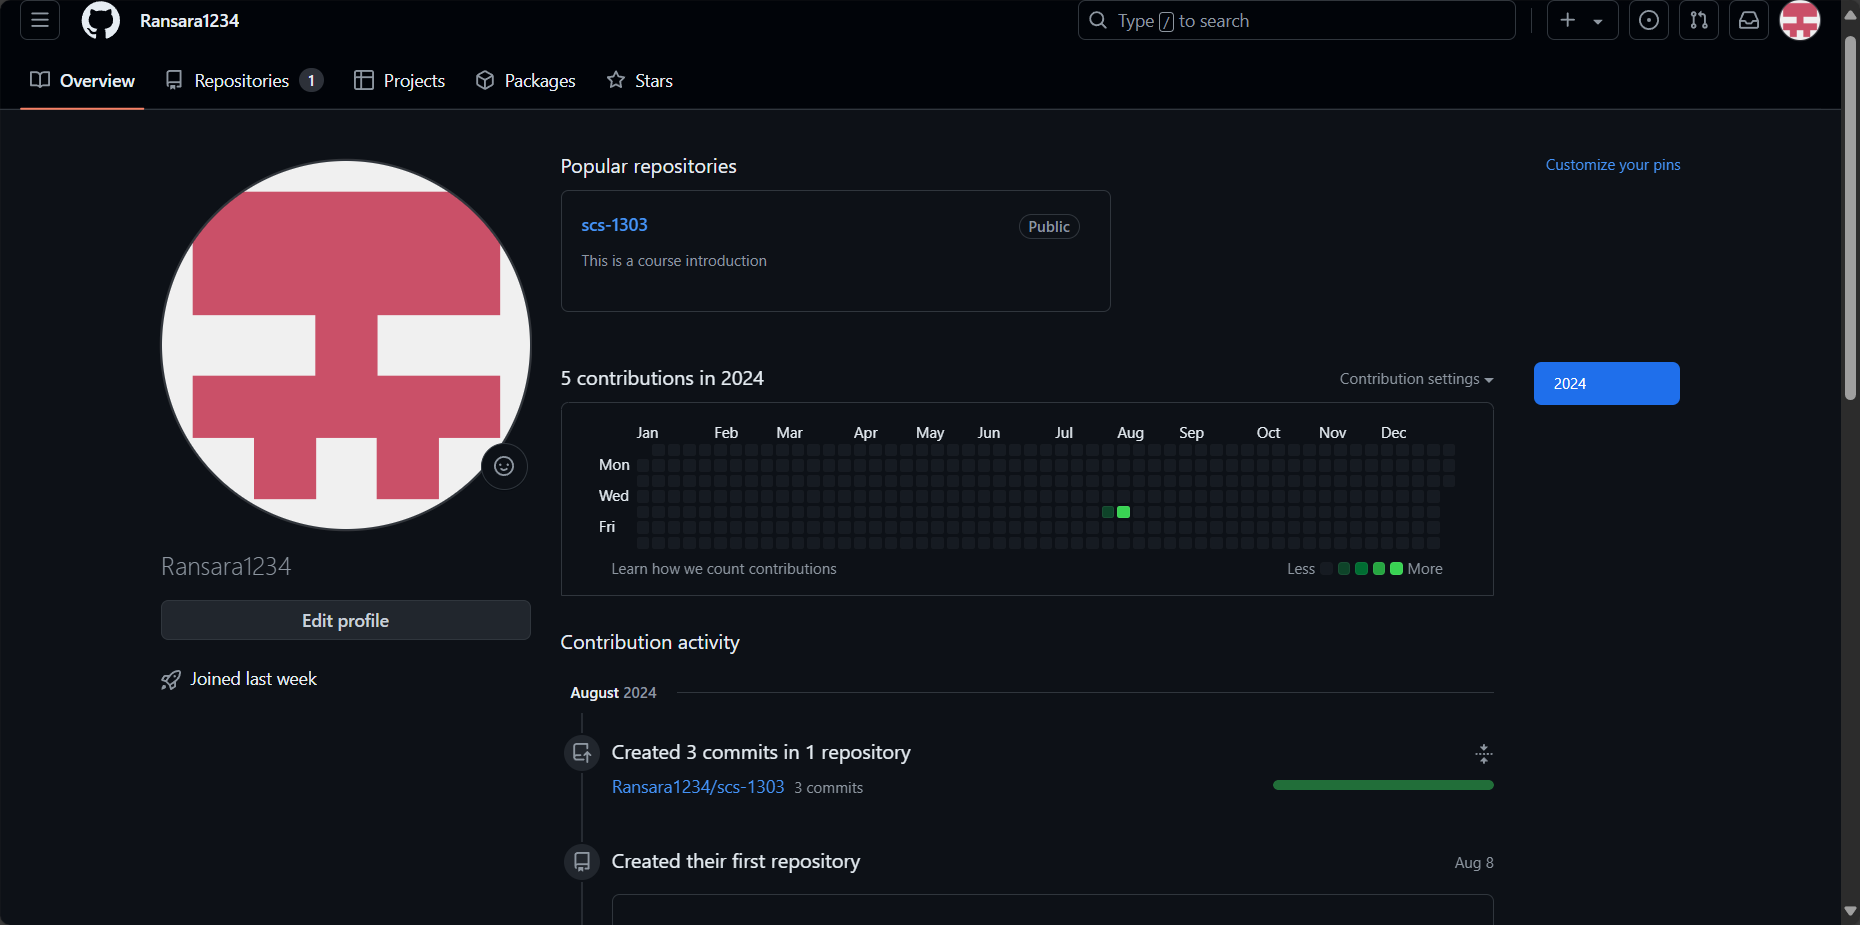 Ransara1234
Type / to search
Overview
Repositories 1
Projects
Packages
Stars
Popular repositories
Customize your pins
scs-1303
Public
This is a course introduction
5 contributions in 2024
Contribution settings
2024
Jan Feb Mar Apr May Jun Jul Aug Sep Oct Nov Dec
Mon
Wed
Fri
Learn how we count contributions
Less More
Ransara1234
Edit profile
Joined last week
Contribution activity
August 2024
Created 3 commits in 1 repository
Ransara1234/scs-1303 3 commits
Created their first repository
Aug 8